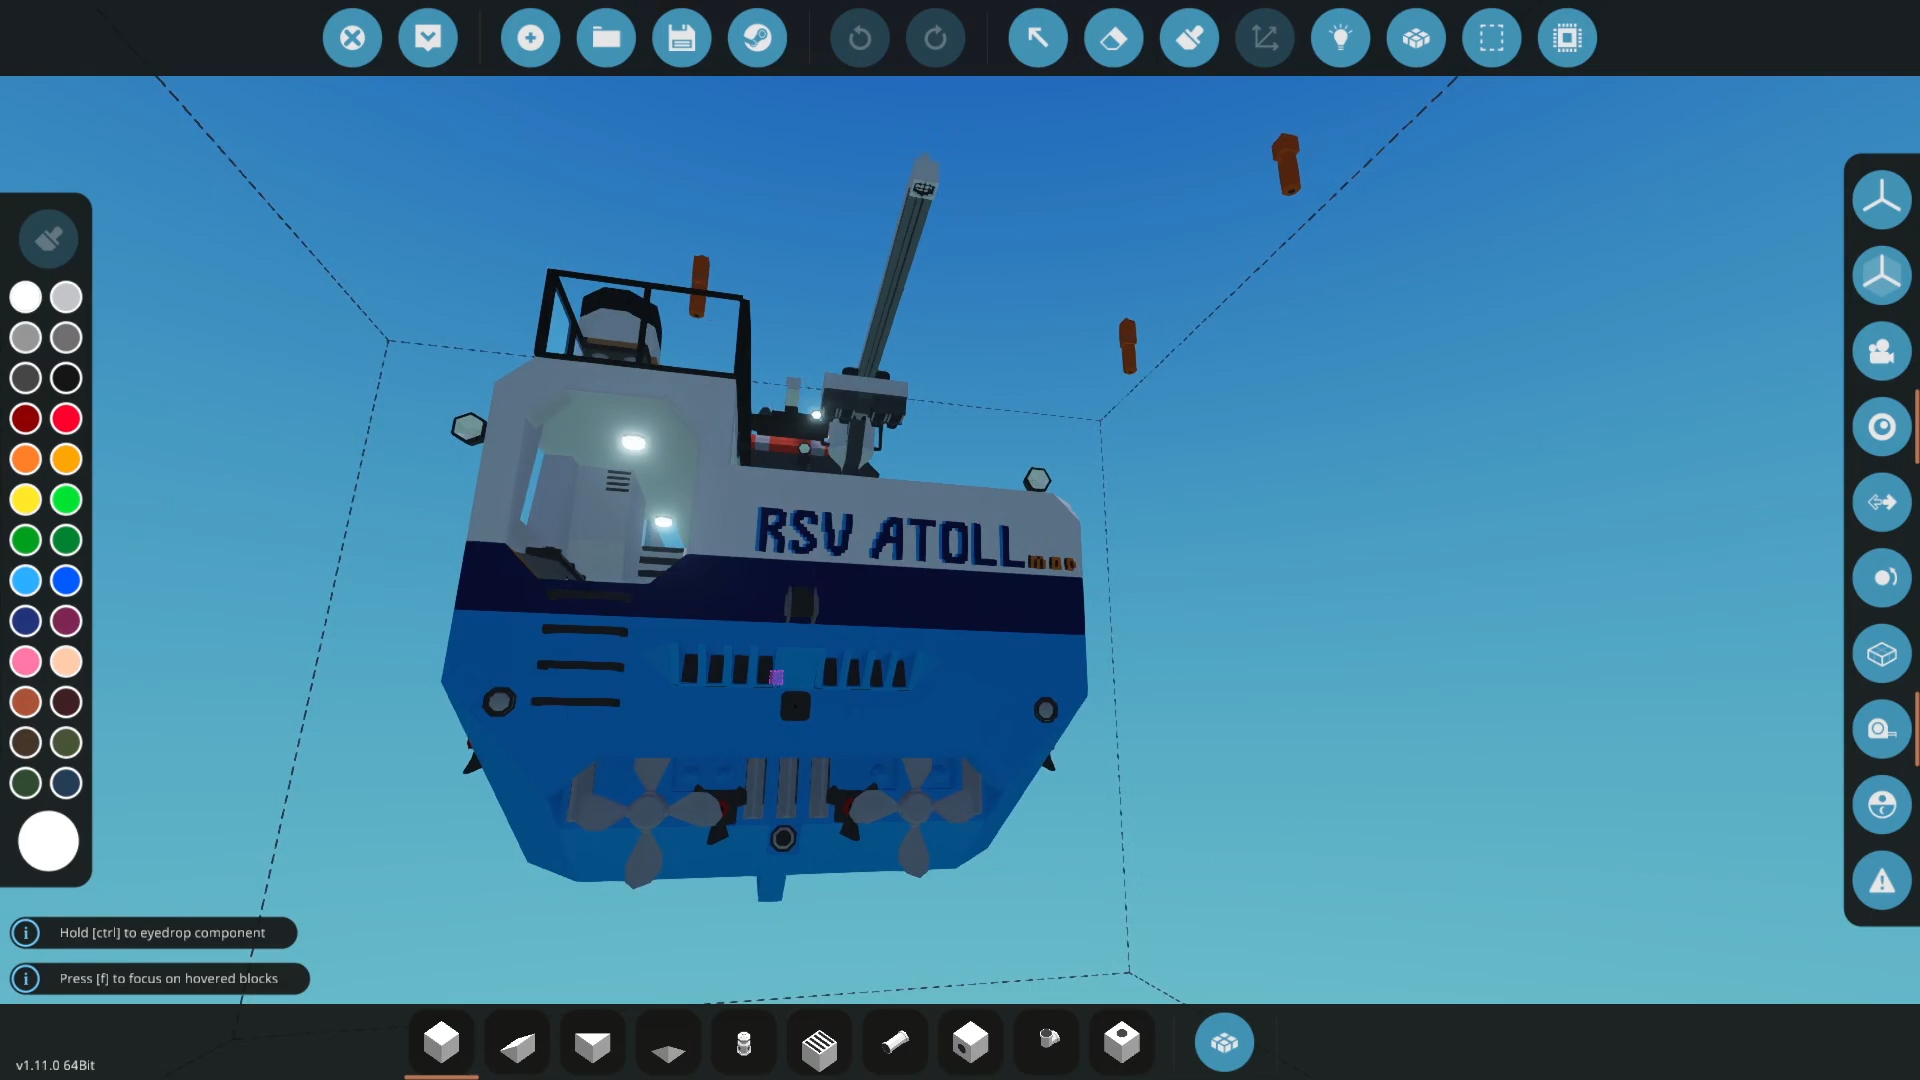 RSV ATOLL
Hold [ctrl] to eyedrop component
Press [f] to focus on hovered blocks
v1.11.0 64Bit